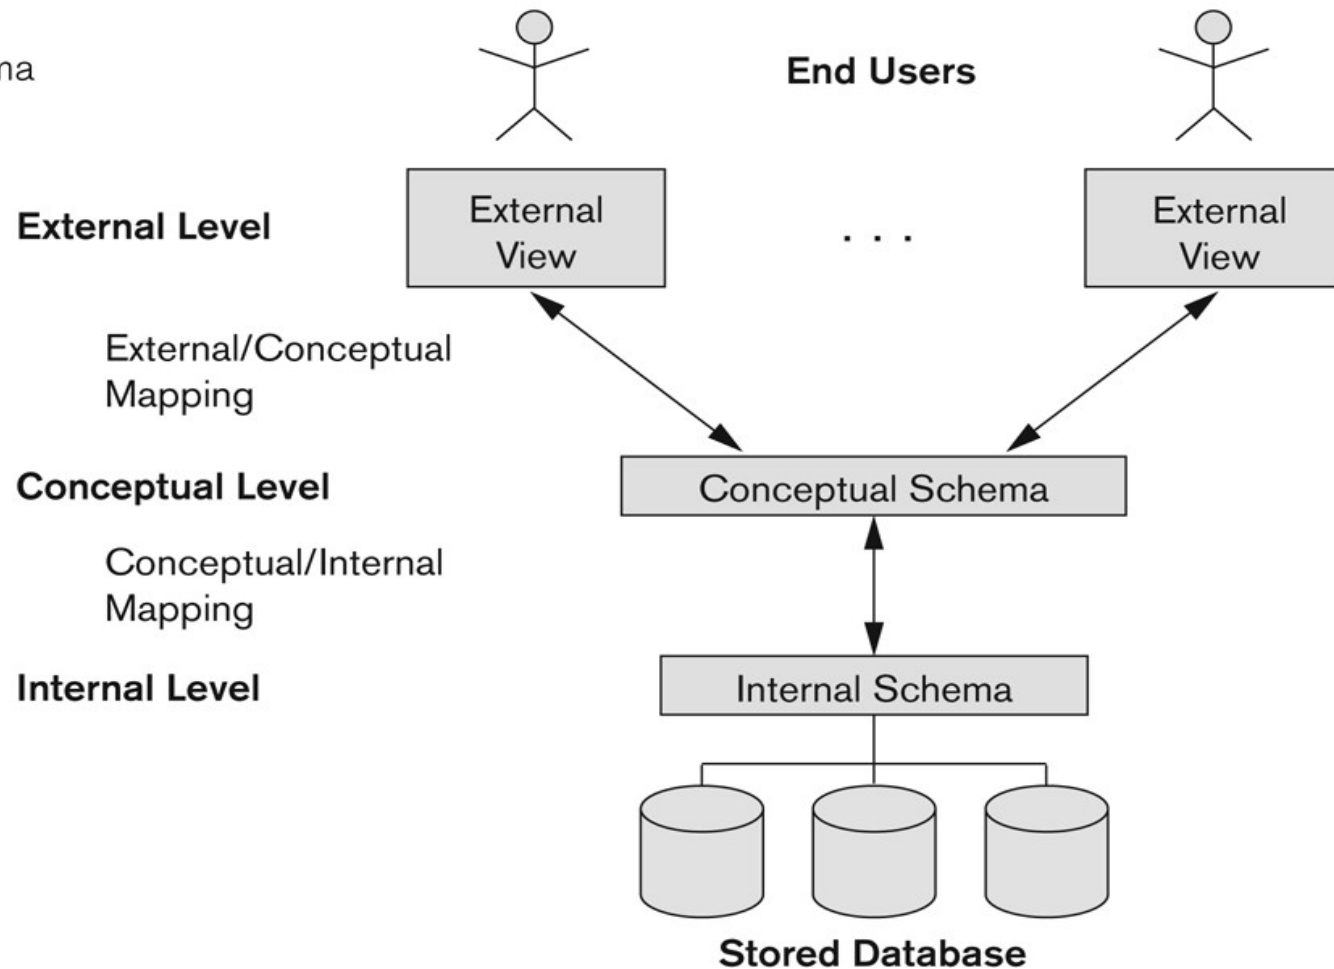 End Users
External Level
External
View
. . .
External
View
External/Conceptual
Mapping
Conceptual Level
Conceptual Schema
Conceptual/Internal
Mapping
Internal Level
Internal Schema
Stored Database